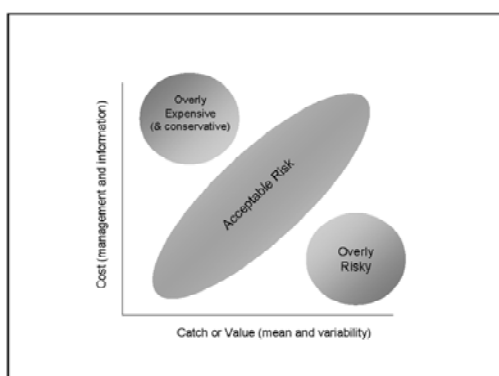 Overly
Expensive
(& conservative)
Acceptable Risk
Overly
Risky
Cost (management and information)
Catch or Value (mean and variability)